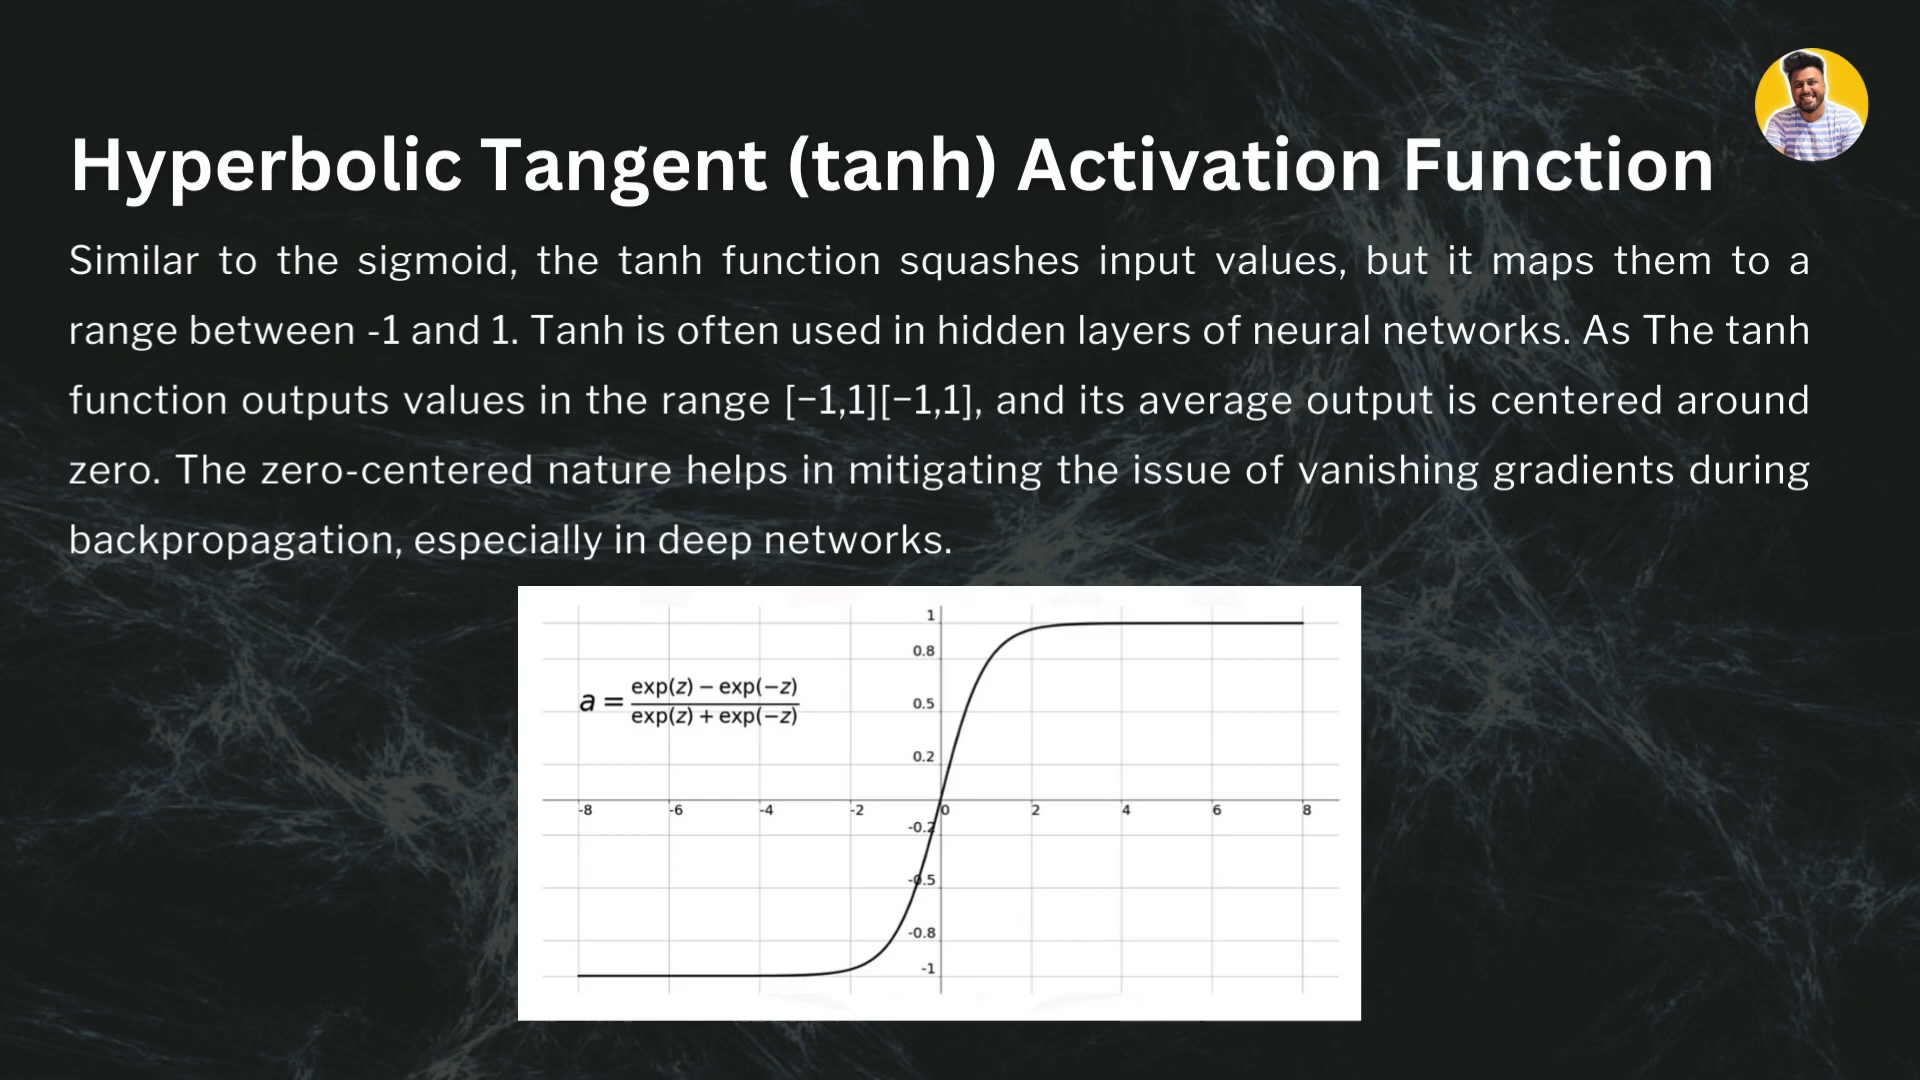 Hyperbolic Tangent (tanh) Activation Function
Similar to the sigmoid, the tanh function squashes input values, but it maps them to a
range between -1 and 1. Tanh is often used in hidden layers of neural networks. As The tanh
function outputs values in the range [−1,1][−1,1], and its average output is centered around
zero. The zero-centered nature helps in mitigating the issue of vanishing gradients during
backpropagation, especially in deep networks.
1
0.8
a = exp(z) − exp(−z) / exp(z) + exp(−z)
0.5
0.2
-8 -6 -4 -2 0 2 4 6 8
-0.2
-0.5
-0.8
-1